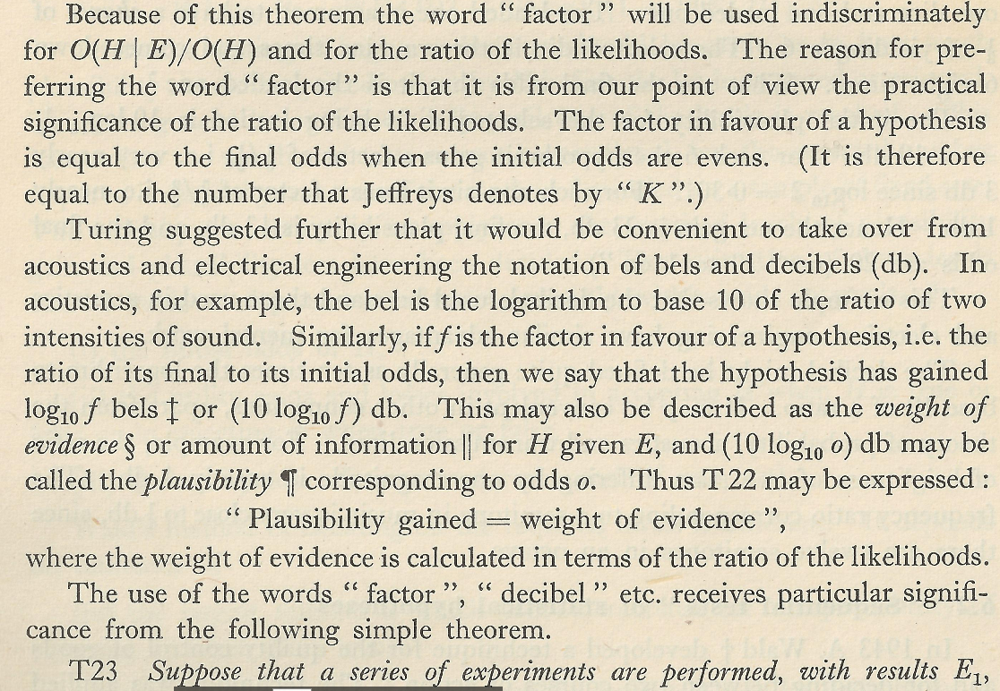 Because of this theorem the word “ factor ” will be used indiscriminately
for O(H | E)/O(H) and for the ratio of the likelihoods. The reason for pre-
ferring the word “ factor ” is that it is from our point of view the practical
significance of the ratio of the likelihoods. The factor in favour of a hypothesis
is equal to the final odds when the initial odds are evens. (It is therefore
equal to the number that Jeffreys denotes by “ K ”.)
Turing suggested further that it would be convenient to take over from
acoustics and electrical engineering the notation of bels and decibels (db). In
acoustics, for example, the bel is the logarithm to base 10 of the ratio of two
intensities of sound. Similarly, if f is the factor in favour of a hypothesis, i.e. the
ratio of its final to its initial odds, then we say that the hypothesis has gained
log₁₀ f bels ‡ or (10 log₁₀ f) db. This may also be described as the weight of
evidence § or amount of information || for H given E, and (10 log₁₀ o) db may be
called the plausibility ¶ corresponding to odds o. Thus T 22 may be expressed :
“ Plausibility gained = weight of evidence ”,
where the weight of evidence is calculated in terms of the ratio of the likelihoods.
The use of the words “ factor ”, “ decibel ” etc. receives particular signifi-
cance from the following simple theorem.
T23 Suppose that a series of experiments are performed, with results E₁,